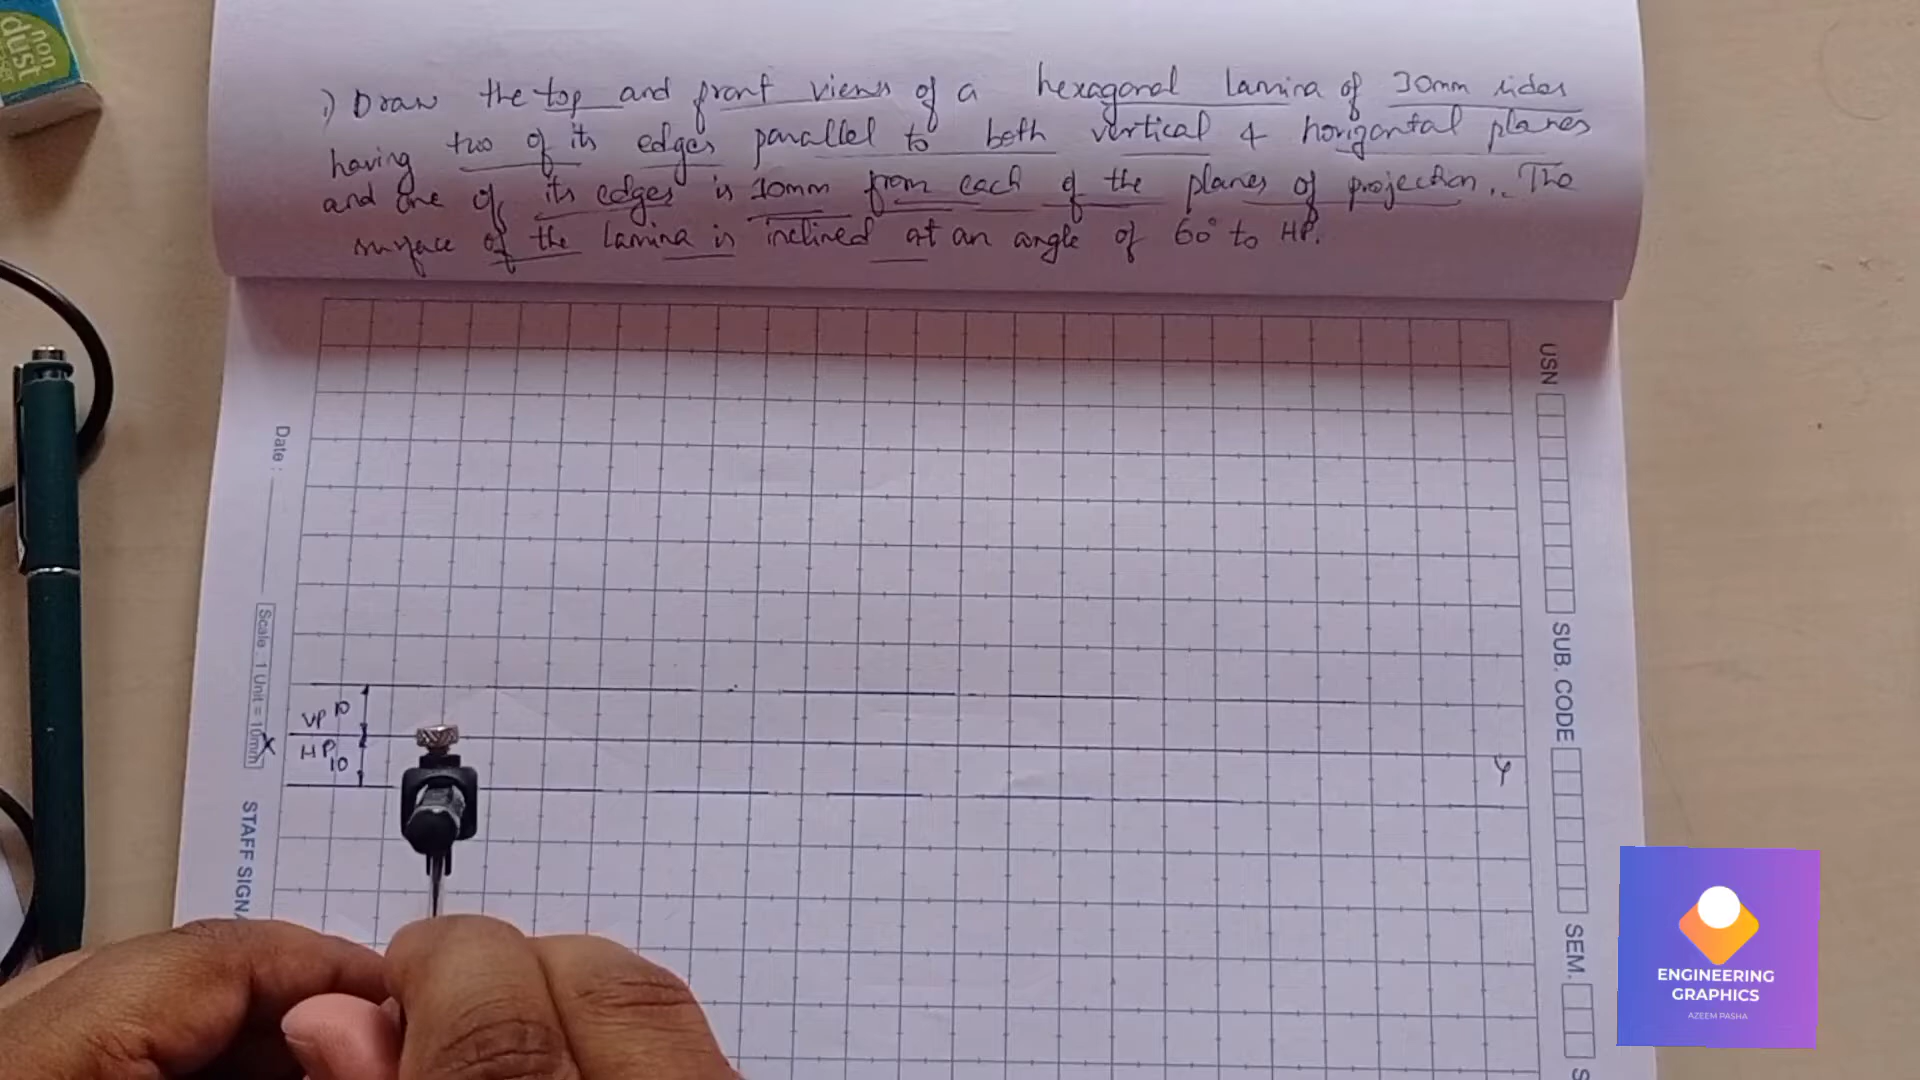 non
dust
1) Draw the top and front views of a hexagonal lamina of 30mm sides
having two of its edges parallel to both vertical & horizontal planes
and one of its edges is 10mm from each of the planes of projection. The
surface of the lamina is inclined at an angle of 60° to HP.
USN
Date :
Scale : 1 Unit = 10mm
SUB. CODE
VP 10
X
HP 10
Y
STAFF SIGN
SEM.
S
ENGINEERING
GRAPHICS
AZEEM PASHA